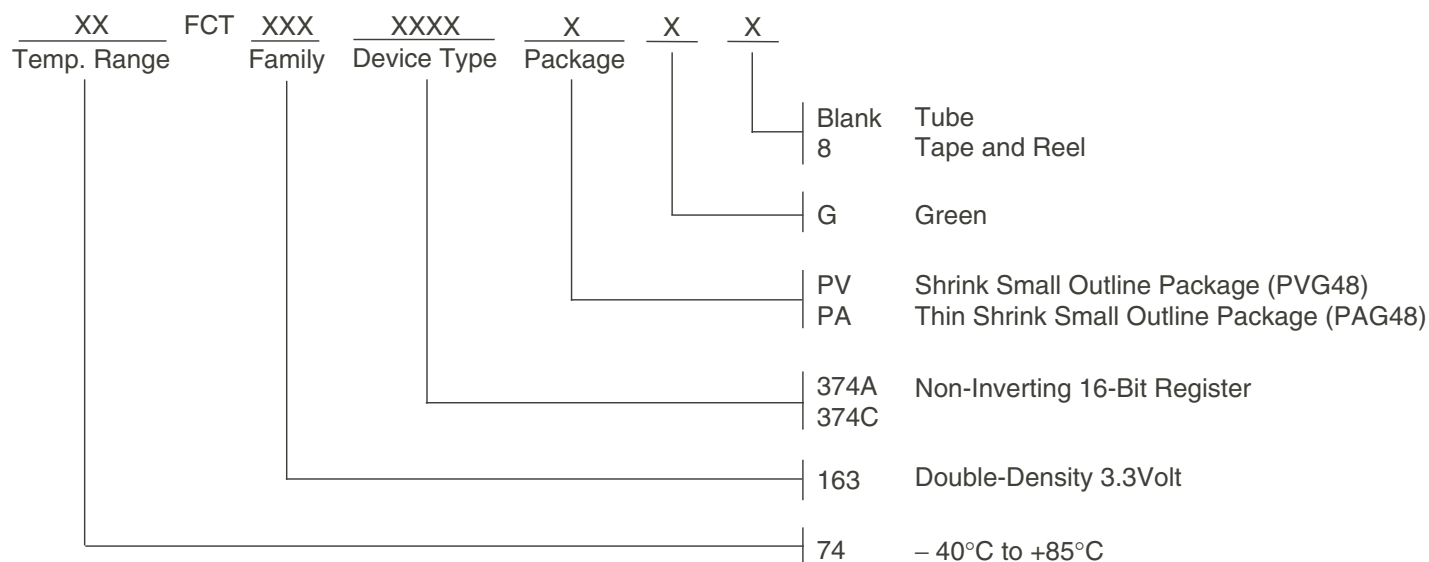 XX FCT XXX XXXX X X X
Temp. Range Family Device Type Package
Blank Tube
8 Tape and Reel
G Green
PV Shrink Small Outline Package (PVG48)
PA Thin Shrink Small Outline Package (PAG48)
374A Non-Inverting 16-Bit Register
374C
163 Double-Density 3.3Volt
74 – 40°C to +85°C